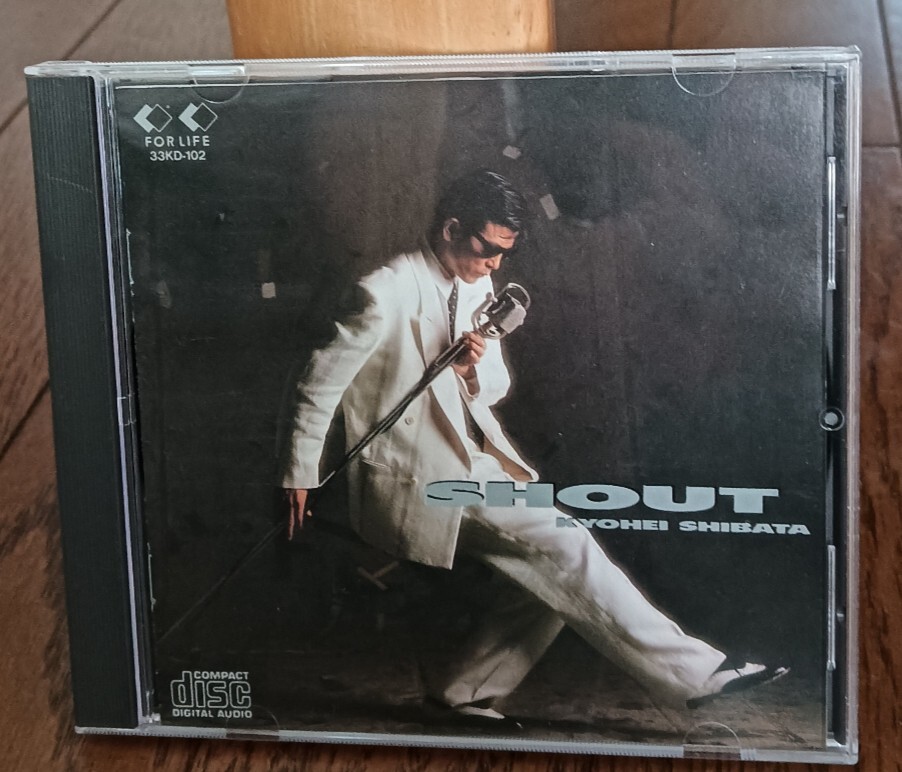 FOR LIFE
33KD-102
SHOUT
KYOHEI SHIBATA
COMPACT
disc
DIGITAL AUDIO